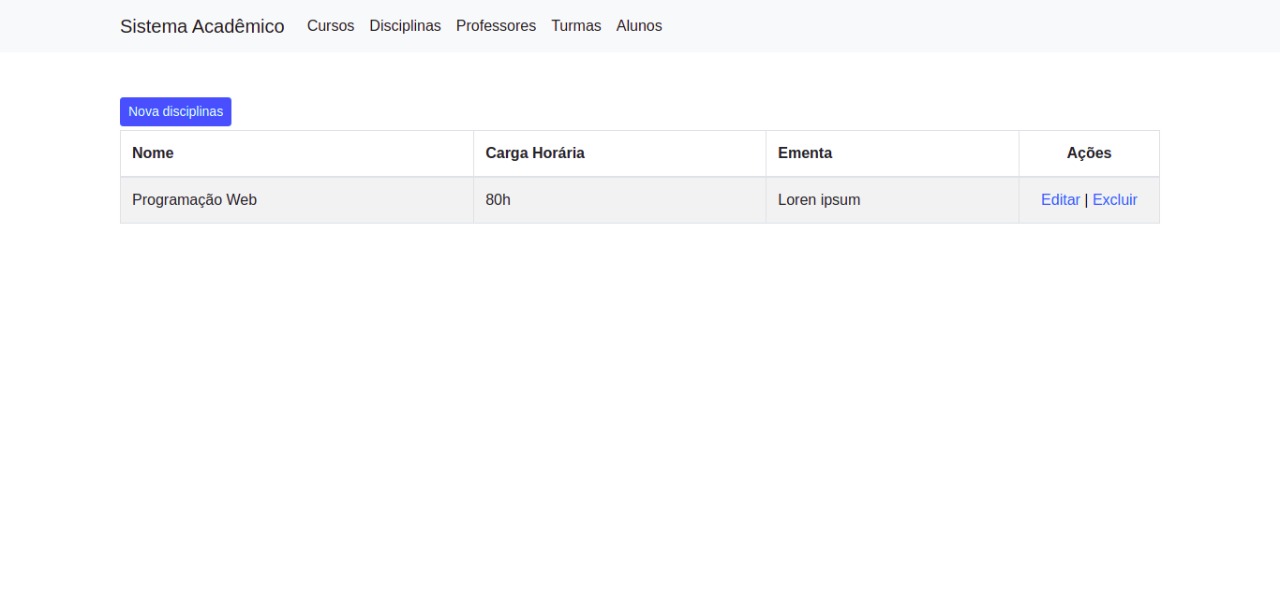 Sistema Acadêmico Cursos Disciplinas Professores Turmas Alunos
Nova disciplinas
Nome Carga Horária Ementa Ações
Programação Web 80h Loren ipsum Editar | Excluir